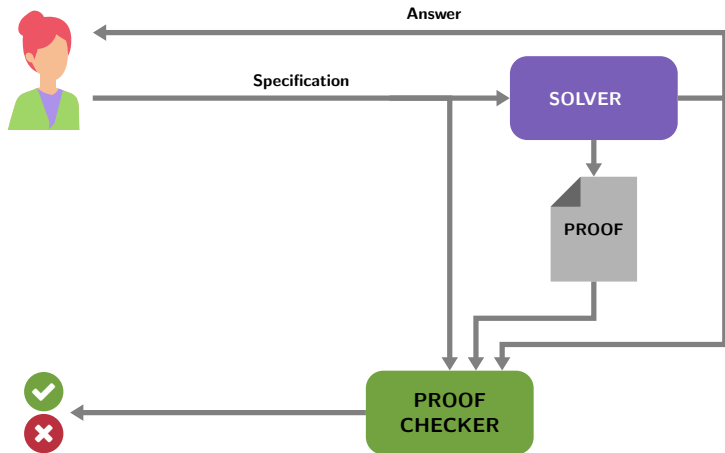 Answer
Specification
SOLVER
PROOF
PROOF
CHECKER